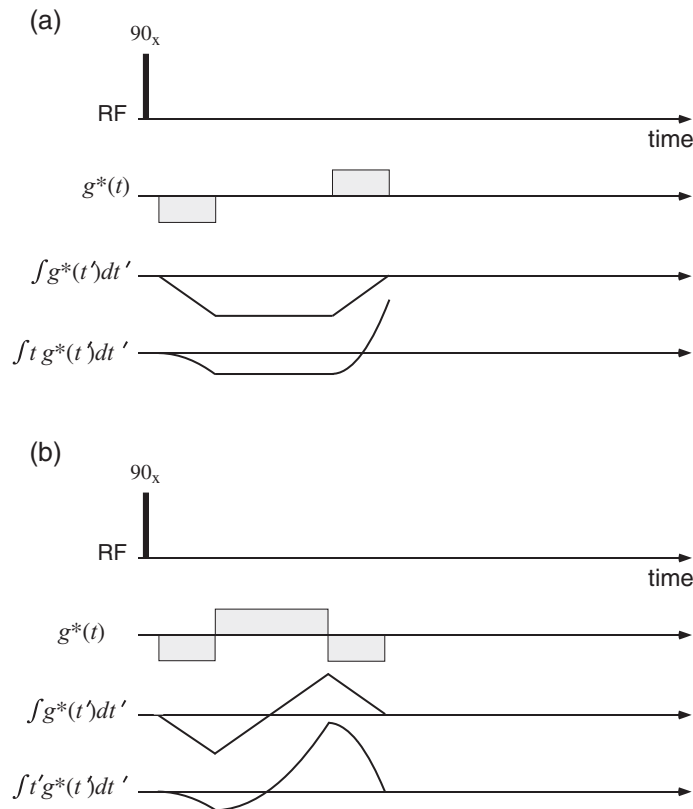 (a)
90x
RF
time
g*(t)
∫g*(t′)dt′
∫t g*(t′)dt′
(b)
90x
RF
time
g*(t)
∫g*(t′)dt′
∫t′g*(t′)dt′